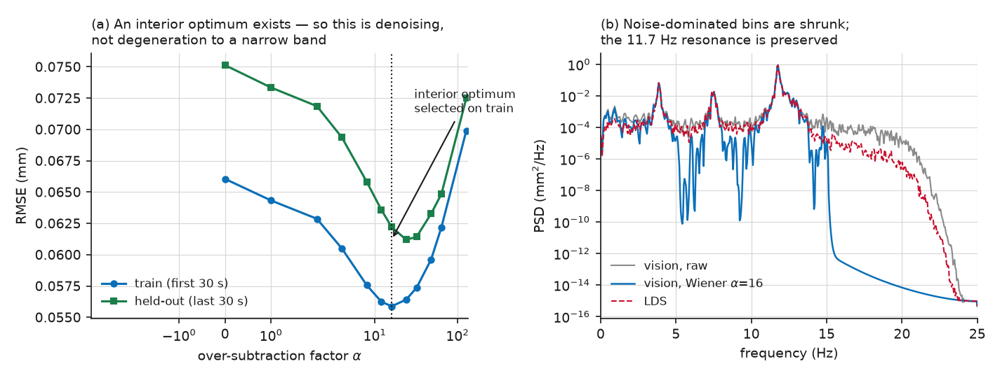 (a) An interior optimum exists — so this is denoising,
not degeneration to a narrow band
0.0750
0.0725
0.0700
0.0675
0.0650
0.0625
0.0600
0.0575
0.0550
RMSE (mm)
interior optimum
selected on train
train (first 30 s)
held-out (last 30 s)
−10⁰ 0 10⁰ 10¹ 10²
over-subtraction factor α
(b) Noise-dominated bins are shrunk;
the 11.7 Hz resonance is preserved
10⁰
10⁻²
10⁻⁴
10⁻⁶
10⁻⁸
10⁻¹⁰
10⁻¹²
10⁻¹⁴
10⁻¹⁶
PSD (mm²/Hz)
vision, raw
vision, Wiener α=16
LDS
0 5 10 15 20 25
frequency (Hz)